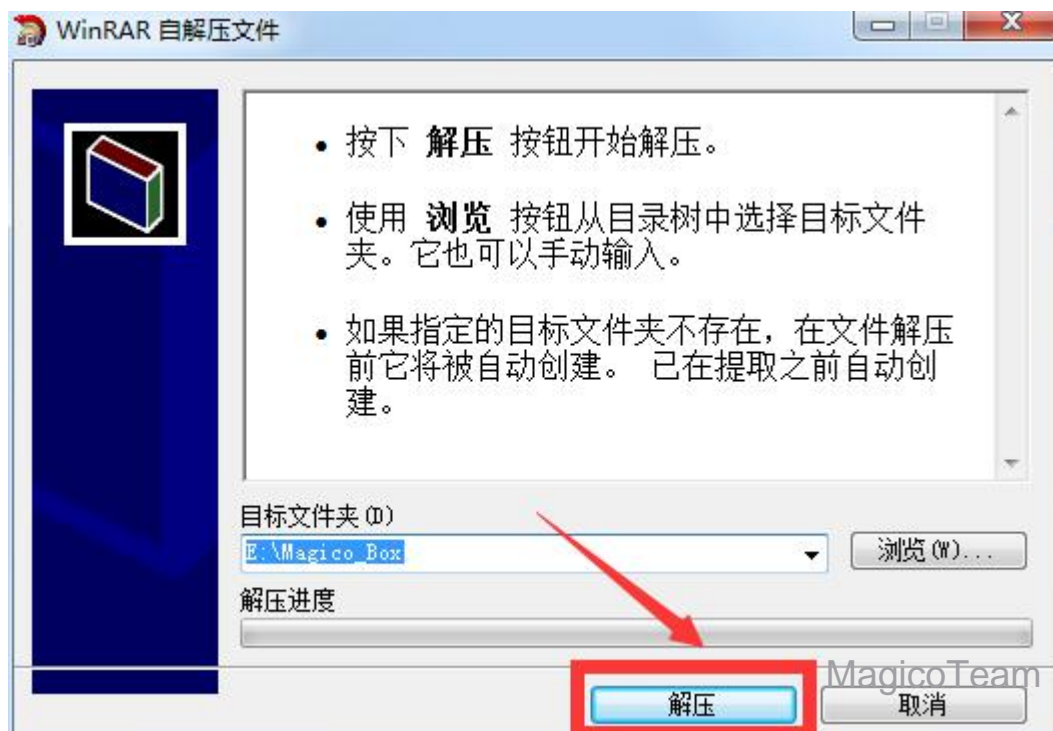 WinRAR 自解压文件
按下 解压 按钮开始解压。
使用 浏览 按钮从目录树中选择目标文件
夹。它也可以手动输入。
如果指定的目标文件夹不存在，在文件解压
前它将被自动创建。 已在提取之前自动创
建。
目标文件夹(D)
E:\Magico_Box
浏览(W)...
解压进度
MagicoTeam
解压
取消